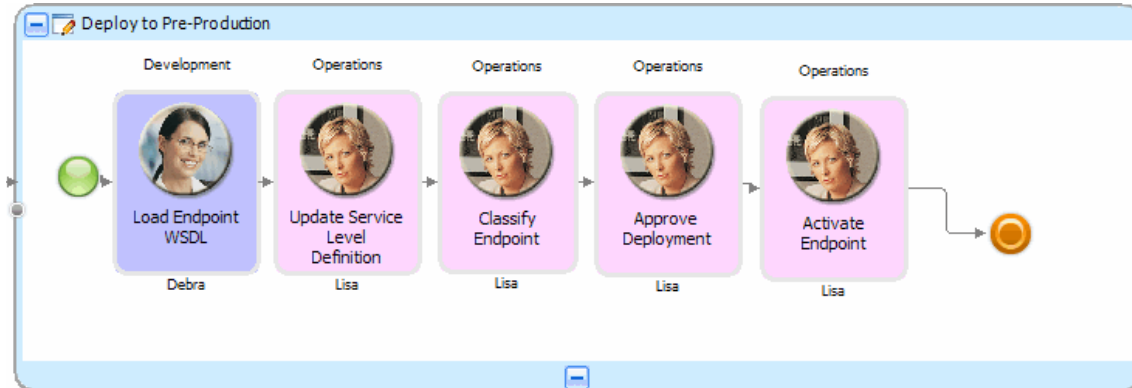 Deploy to Pre-Production
Development
Operations
Operations
Operations
Operations
Load Endpoint
WSDL
Update Service
Level
Definition
Classify
Endpoint
Approve
Deployment
Activate
Endpoint
Debra
Lisa
Lisa
Lisa
Lisa